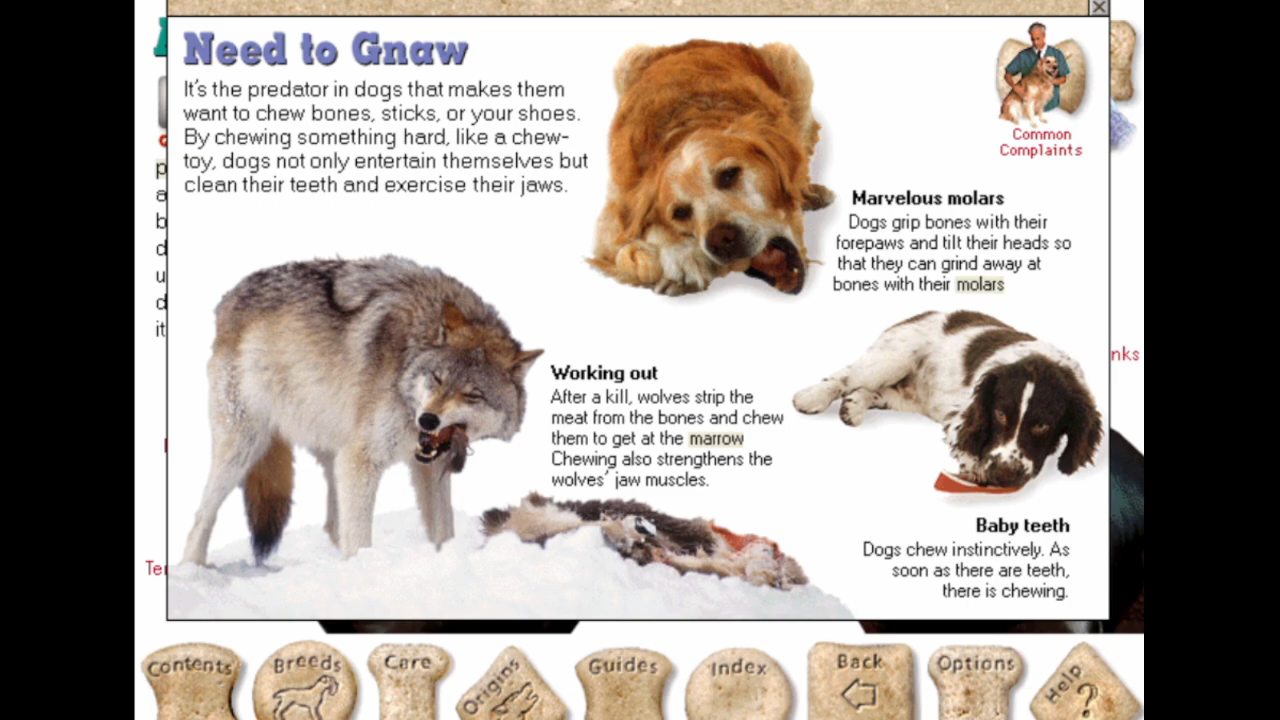 Need to Gnaw
It's the predator in dogs that makes them
want to chew bones, sticks, or your shoes.
By chewing something hard, like a chew-
toy, dogs not only entertain themselves but
clean their teeth and exercise their jaws.
Common
Complaints
Marvelous molars
Dogs grip bones with their
forepaws and tilt their heads so
that they can grind away at
bones with their molars
Working out
After a kill, wolves strip the
meat from the bones and chew
them to get at the marrow
Chewing also strengthens the
wolves' jaw muscles.
Baby teeth
Dogs chew instinctively. As
soon as there are teeth,
there is chewing.
Contents
Breeds
Care
Origins
Guides
Index
Back
Options
Help
?